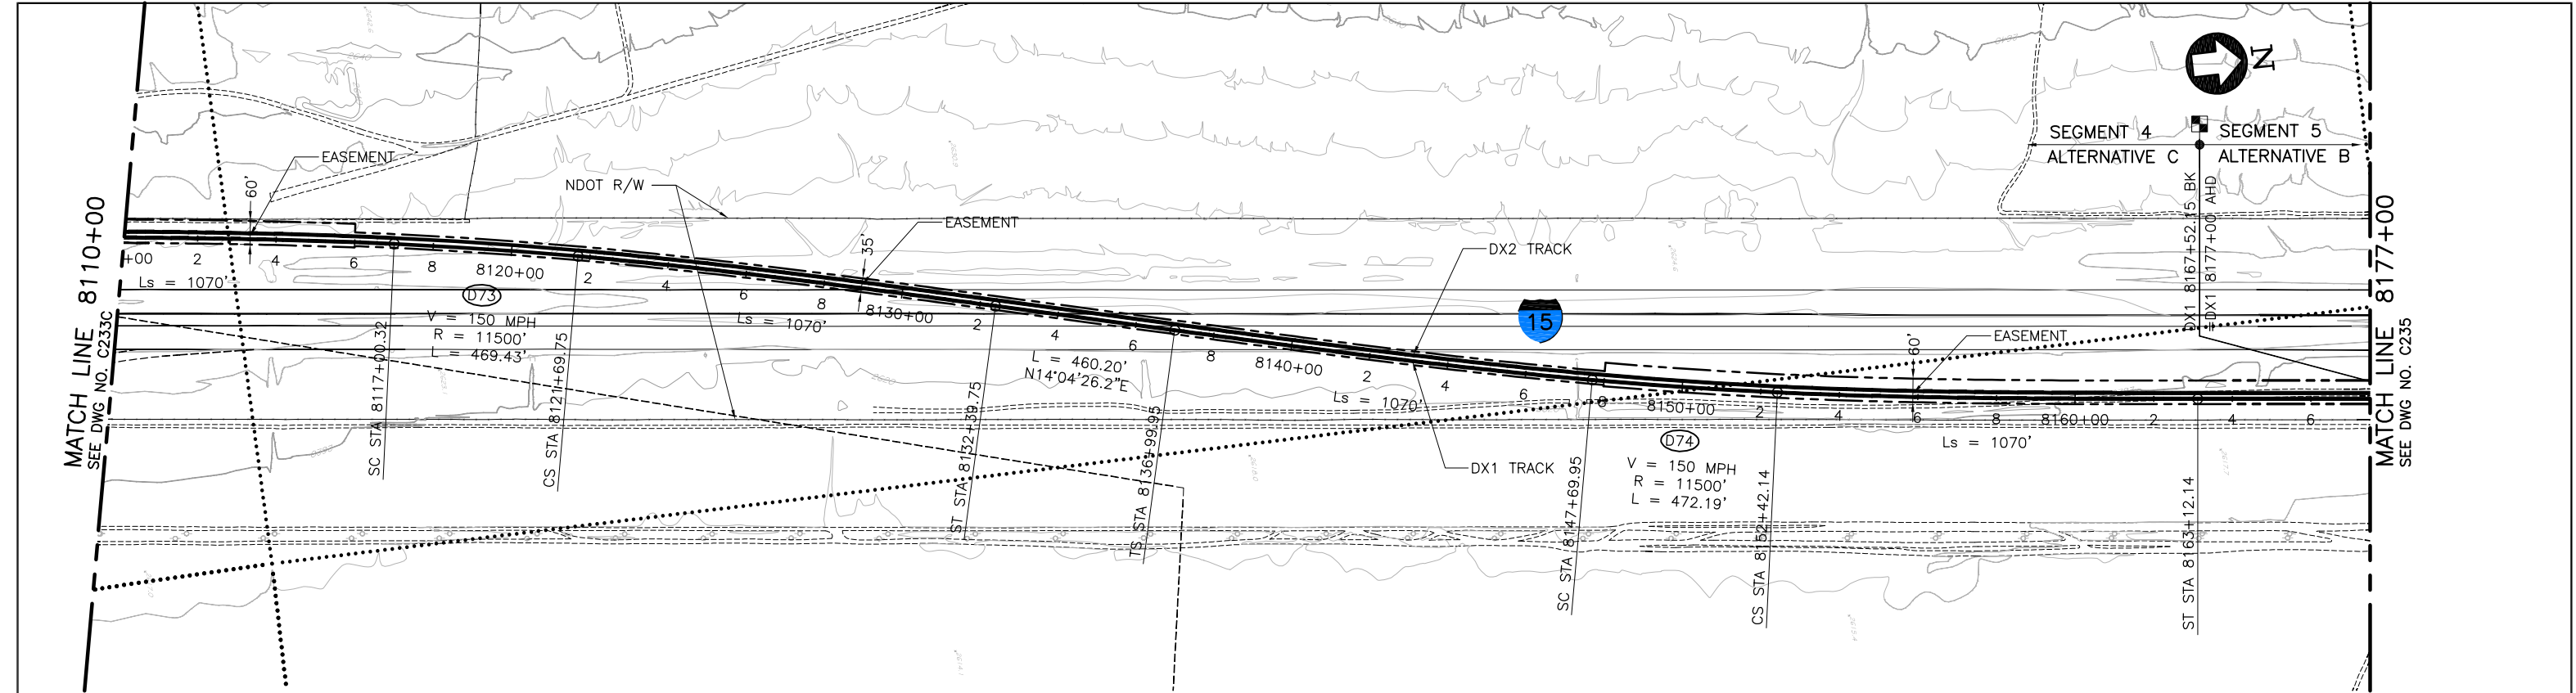 N
SEGMENT 4
SEGMENT 5
ALTERNATIVE C
ALTERNATIVE B
DX1 8167+52.15 BK
=DX1 8177+00 AHD
EASEMENT
60'
NDOT R/W
EASEMENT
35'
DX2 TRACK
MATCH LINE 8110+00
SEE DWG NO. C233C
+00
2
4
6
8
8120+00
2
4
6
8
8130+00
2
4
6
8
8140+00
2
4
6
8
8150+00
2
4
6
8
8160+00
2
4
6
Ls = 1070'
D73
V = 150 MPH
R = 11500'
L = 469.43'
SC STA 8117+00.32
CS STA 8121+69.75
Ls = 1070'
ST STA 8132+39.75
L = 460.20'
N14°04'26.2"E
TS STA 8136+99.95
15
Ls = 1070'
DX1 TRACK
SC STA 8147+69.95
D74
V = 150 MPH
R = 11500'
L = 472.19'
CS STA 8152+42.14
60'
EASEMENT
Ls = 1070'
ST STA 8163+12.14
MATCH LINE 8177+00
SEE DWG NO. C235